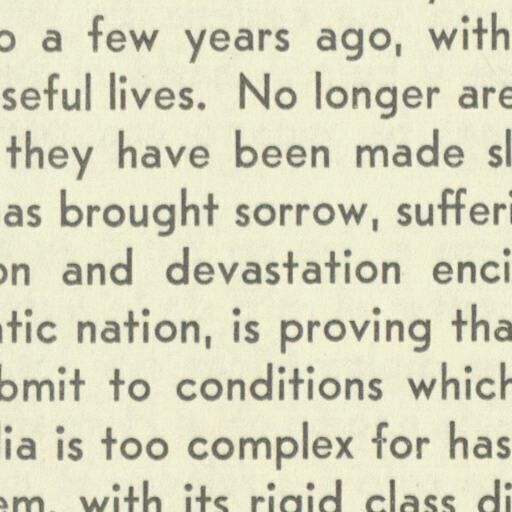 o a few years ago, with
seful lives. No longer are
they have been made sl
as brought sorrow, sufferi
on and devastation enci
tic nation, is proving tha
bmit to conditions which
lia is too complex for has
em, with its rigid class di